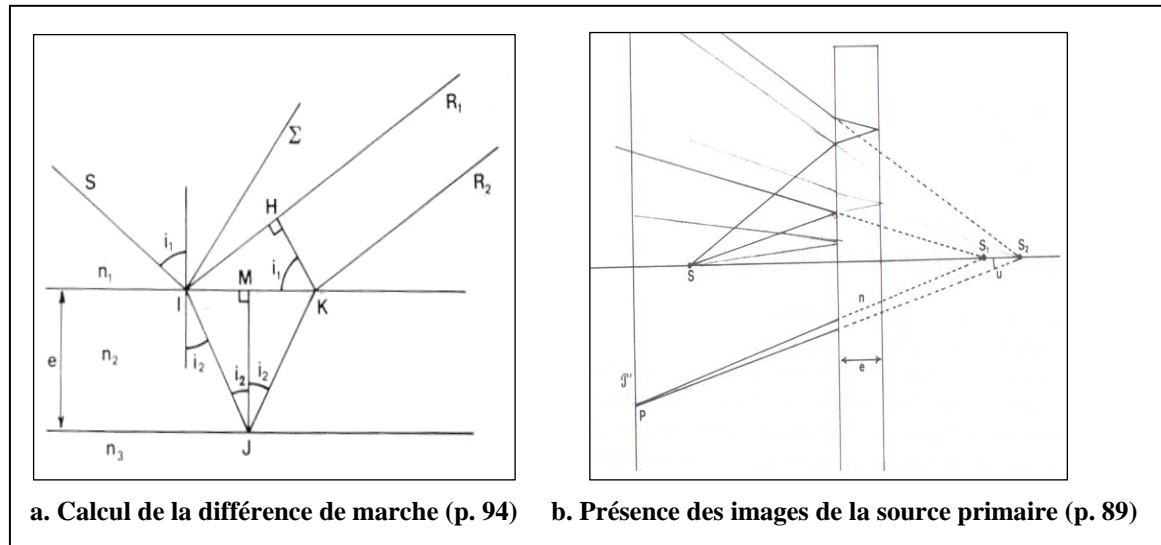 S
Σ
R₁
R₂
H
i₁
i₁
n₁
M
I
K
e
n₂
i₂
i₂
i₂
n₃
J
S
S₁
S₂
u
n
e
𝒫'
P
a. Calcul de la différence de marche (p. 94)
b. Présence des images de la source primaire (p. 89)